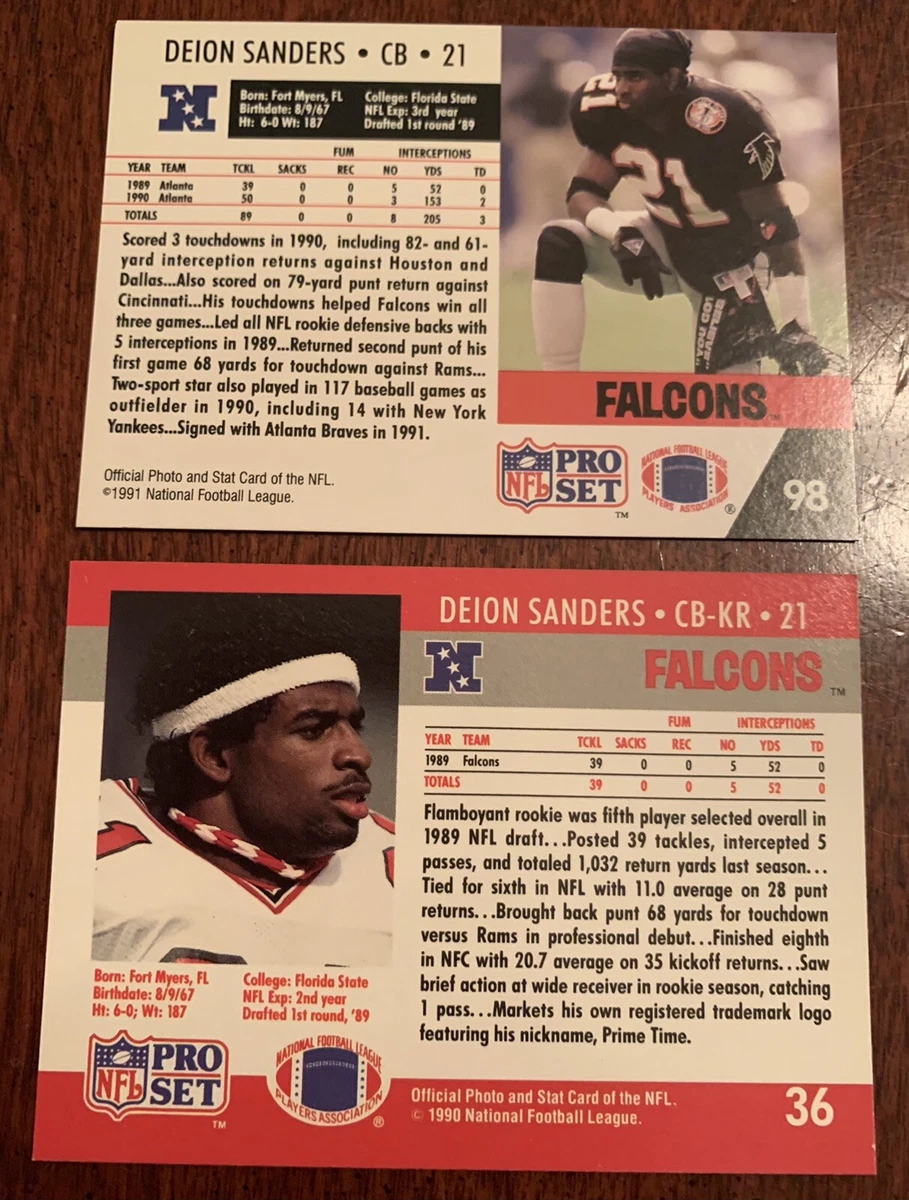 DEION SANDERS • CB • 21
N
Born: Fort Myers, FL
Birthdate: 8/9/67
Ht: 6-0 Wt: 187
College: Florida State
NFL Exp: 3rd year
Drafted 1st round '89
FUM INTERCEPTIONS
YEAR TEAM TCKL SACKS REC NO YDS TD
1989 Atlanta 39 0 0 5 52 0
1990 Atlanta 50 0 0 3 153 2
TOTALS 89 0 0 8 205 3
Scored 3 touchdowns in 1990, including 82- and 61-
yard interception returns against Houston and
Dallas...Also scored on 79-yard punt return against
Cincinnati...His touchdowns helped Falcons win all
three games...Led all NFL rookie defensive backs with
5 interceptions in 1989...Returned second punt of his
first game 68 yards for touchdown against Rams...
Two-sport star also played in 117 baseball games as
outfielder in 1990, including 14 with New York
Yankees...Signed with Atlanta Braves in 1991.
Official Photo and Stat Card of the NFL.
©1991 National Football League.
21
21
FALCONS™
NFL PRO SET™
NATIONAL FOOTBALL LEAGUE
PLAYERS ASSOCIATION®
98
DEION SANDERS • CB-KR • 21
N
FALCONS™
FUM INTERCEPTIONS
YEAR TEAM TCKL SACKS REC NO YDS TD
1989 Falcons 39 0 0 5 52 0
TOTALS 39 0 0 5 52 0
Flamboyant rookie was fifth player selected overall in
1989 NFL draft...Posted 39 tackles, intercepted 5
passes, and totaled 1,032 return yards last season...
Tied for sixth in NFL with 11.0 average on 28 punt
returns...Brought back punt 68 yards for touchdown
versus Rams in professional debut...Finished eighth
in NFC with 20.7 average on 35 kickoff returns...Saw
brief action at wide receiver in rookie season, catching
1 pass...Markets his own registered trademark logo
featuring his nickname, Prime Time.
Born: Fort Myers, FL
Birthdate: 8/9/67
Ht: 6-0; Wt: 187
College: Florida State
NFL Exp: 2nd year
Drafted 1st round, '89
NFL PRO SET™
NATIONAL FOOTBALL LEAGUE
PLAYERS ASSOCIATION®
Official Photo and Stat Card of the NFL.
© 1990 National Football League.
36